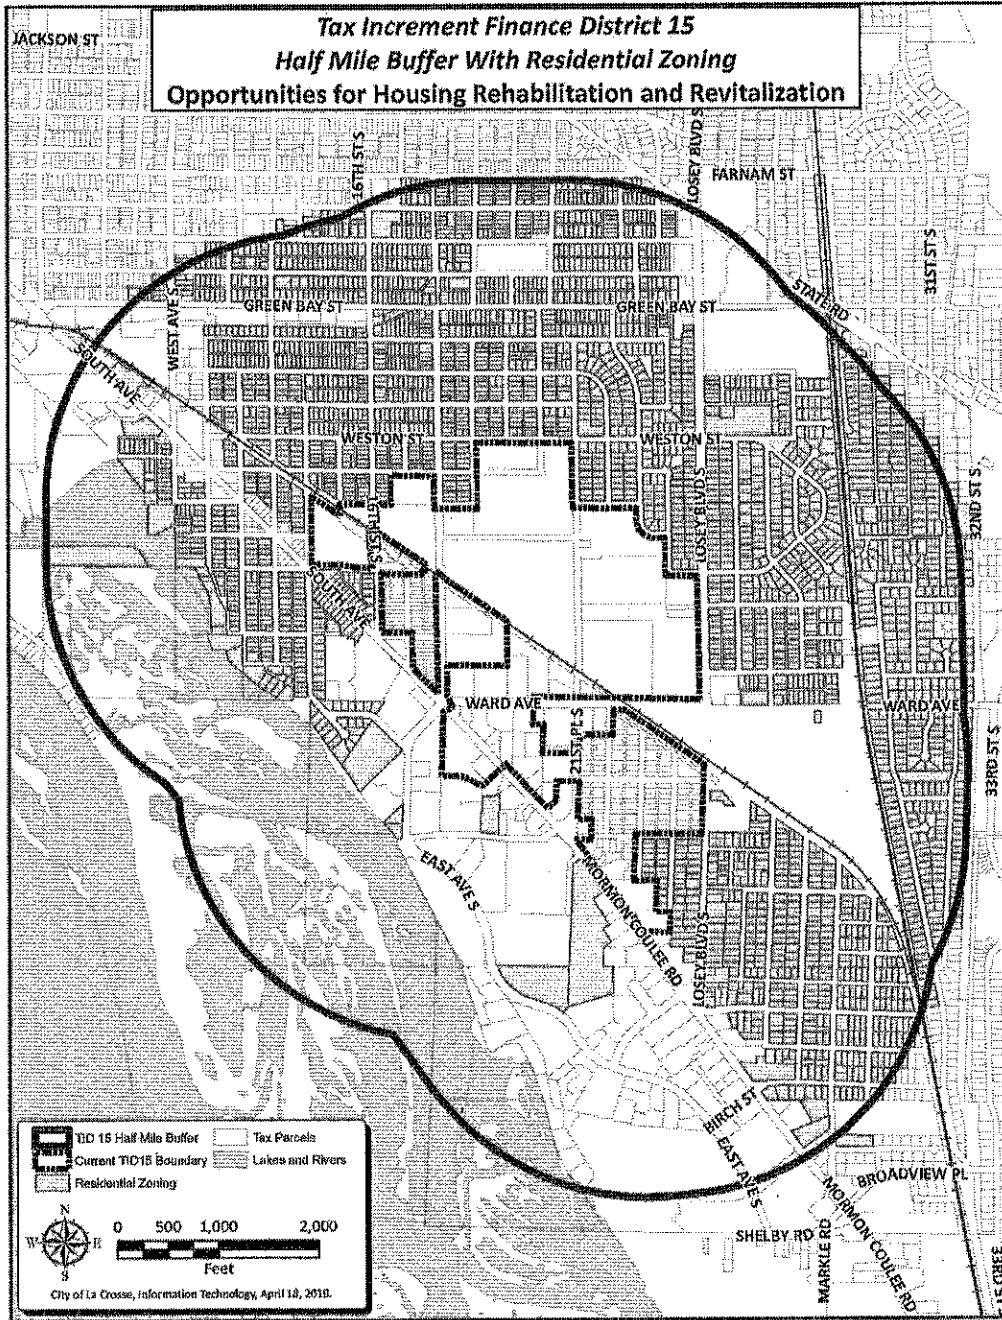 Tax Increment Finance District 15
Half Mile Buffer With Residential Zoning
Opportunities for Housing Rehabilitation and Revitalization
JACKSON ST
16TH ST S
LOSEY BLVD S
FARNAM ST
31ST ST S
STATE RD
WEST AVE S
GREEN BAY ST
GREEN BAY ST
SOUTH AVE
WESTON ST
WESTON ST
LOSEY BLVD S
32ND ST S
16TH ST S
SOUTH AVE
WARD AVE
WARD AVE
21ST PL S
33RD ST S
EAST AVE S
MORMON COULEE RD
LOSEY BLVD S
BIRCH ST
EAST AVE S
BROADVIEW PL
MORMON COULEE RD
SHELBY RD
MARKLE RD
TID 15 Half Mile Buffer
Tax Parcels
Current TID15 Boundary
Lakes and Rivers
Residential Zoning
N
W E
S
0 500 1,000 2,000
Feet
City of La Crosse, Information Technology, April 18, 2019.